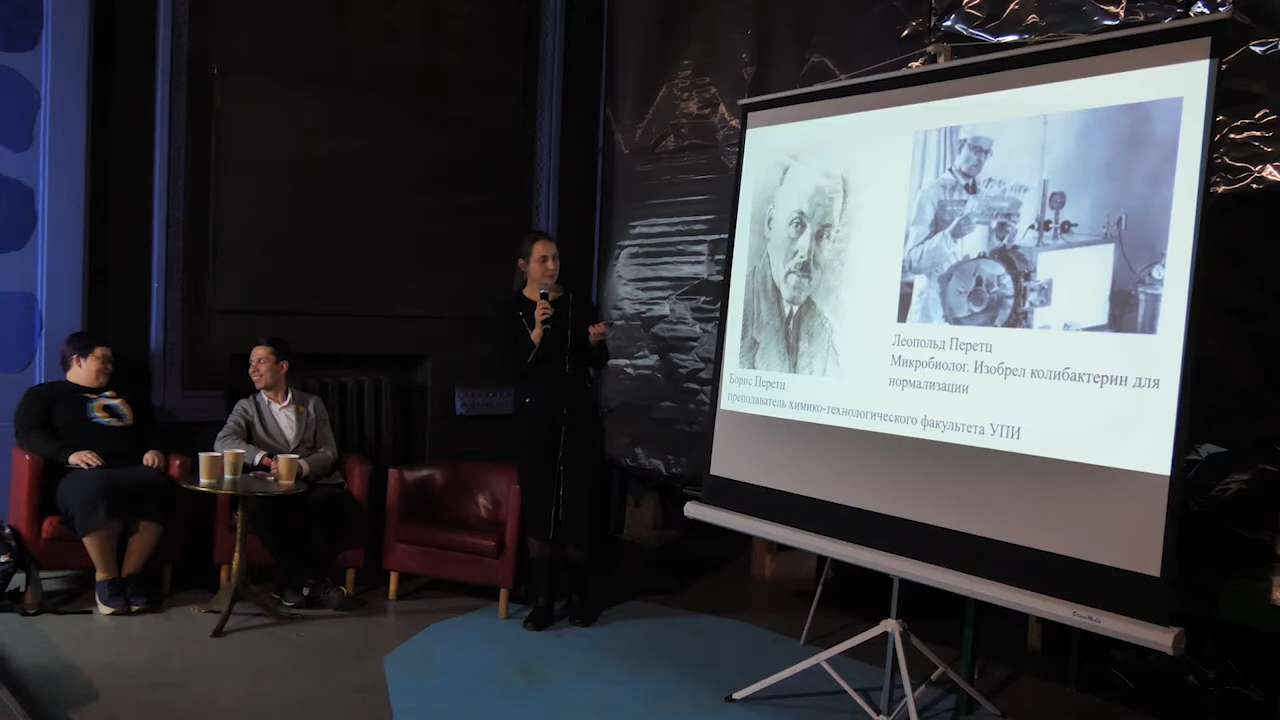 Борис Перетц
преподаватель химико-технологического факультета УПИ
Леопольд Перетц
Микробиолог. Изобрел колибактерин для
нормализации